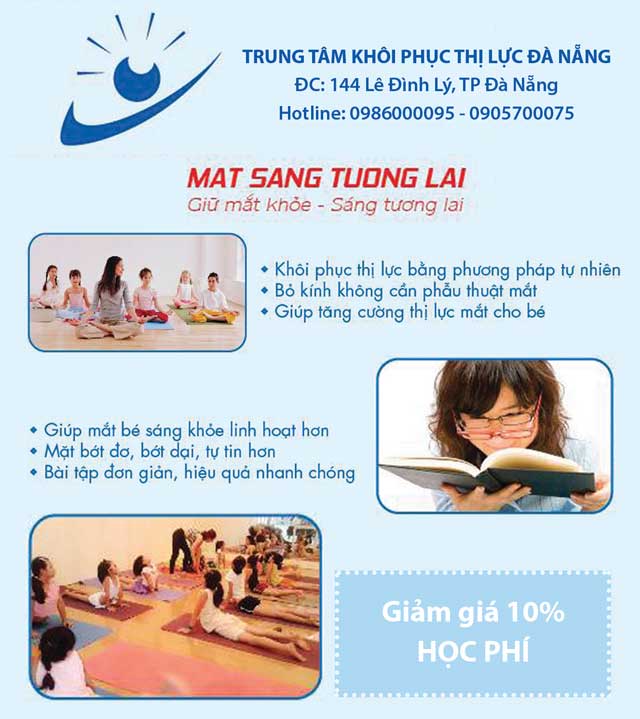 TRUNG TÂM KHÔI PHỤC THỊ LỰC ĐÀ NẴNG
ĐC: 144 Lê Đình Lý, TP Đà Nẵng
Hotline: 0986000095 - 0905700075
MAT SANG TUONG LAI
Giữ mắt khỏe - Sáng tương lai
Khôi phục thị lực bằng phương pháp tự nhiên
Bỏ kính không cần phẫu thuật mắt
Giúp tăng cường thị lực mắt cho bé
Giúp mắt bé sáng khỏe linh hoạt hơn
Mặt bớt đơ, bớt dại, tự tin hơn
Bài tập đơn giản, hiệu quả nhanh chóng
Giảm giá 10%
HỌC PHÍ